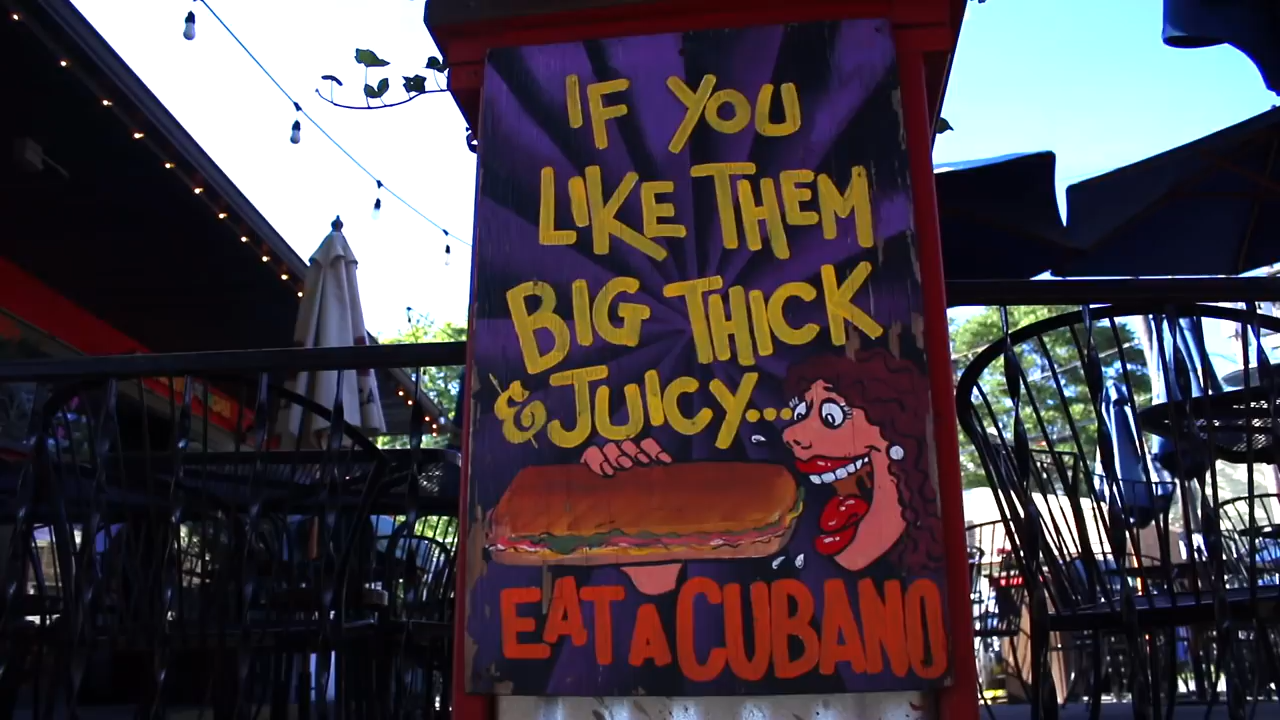 IF YOU
LIKE THEM
BIG THICK
& JUICY...
EAT A CUBANO